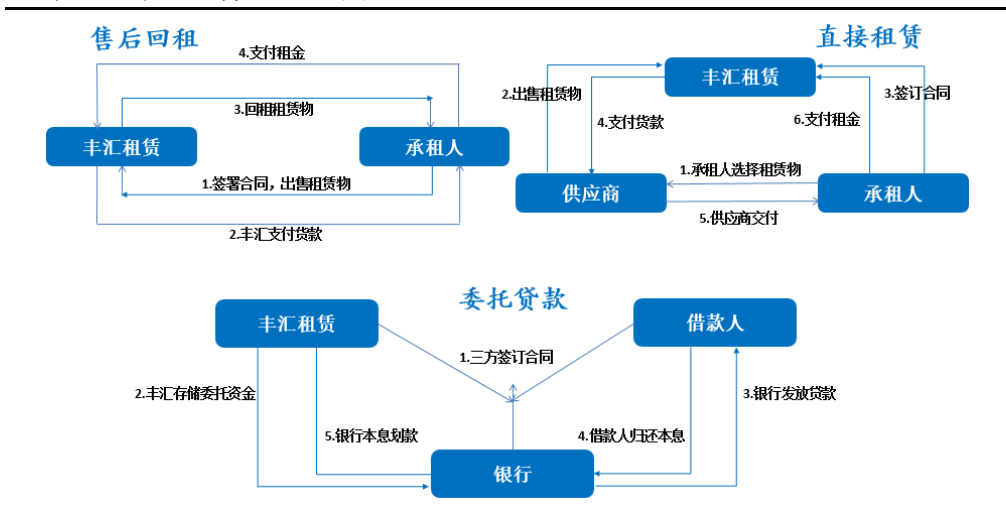 售后回租
4.支付租金
3.回租租赁物
丰汇租赁
承租人
1.签署合同，出售租赁物
2.丰汇支付货款
直接租赁
丰汇租赁
2.出售租赁物
3.签订合同
4.支付货款
6.支付租金
1.承租人选择租赁物
供应商
承租人
5.供应商交付
委托贷款
丰汇租赁
借款人
1.三方签订合同
2.丰汇存储委托资金
3.银行发放贷款
5.银行本息划款
4.借款人归还本息
银行